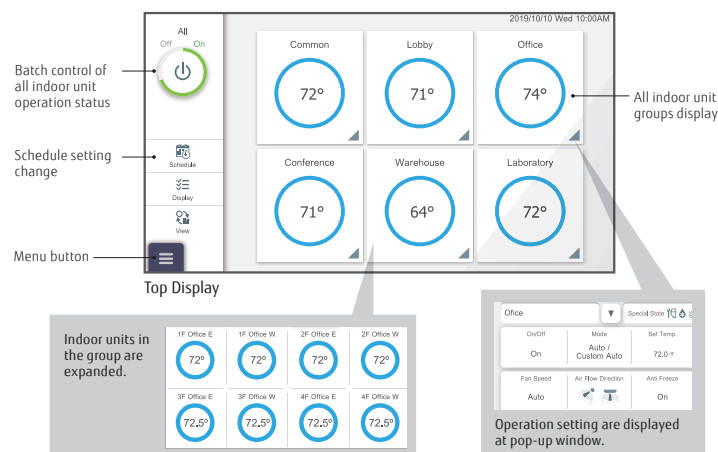 2019/10/10 Wed 10:00AM
All
Off
On
Batch control of
all indoor unit
operation status
Schedule setting
change
Schedule
Display
View
Menu button
Common
72°
Lobby
71°
Office
74°
All indoor unit
groups display
Conference
71°
Warehouse
64°
Laboratory
72°
Top Display
Indoor units in
the group are
expanded.
1F Office E
72°
1F Office W
72°
2F Office E
72°
2F Office W
72°
3F Office E
72.5°
3F Office W
72.5°
4F Office E
72.5°
4F Office W
72.5°
Ofice
Special State
On/Off
On
Mode
Auto /
Custom Auto
Set Temp.
72.0 °F
Fan Speed
Auto
Air Flow Direction
Anti Freeze
On
Operation setting are displayed
at pop-up window.